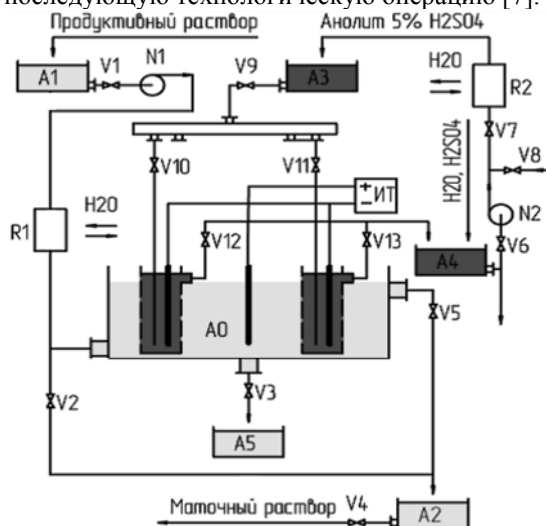 последующую технологическую операцию [7].
Продуктивный раствор
Анолит 5% H2SO4
A1
V1
N1
V9
A3
H2O
R2
V7
V8
V10
V11
+
−
ИТ
H2O, H2SO4
N2
R1
H2O
V12
V13
A4
V6
A0
V5
V2
V3
A5
Маточный раствор
V4
A2